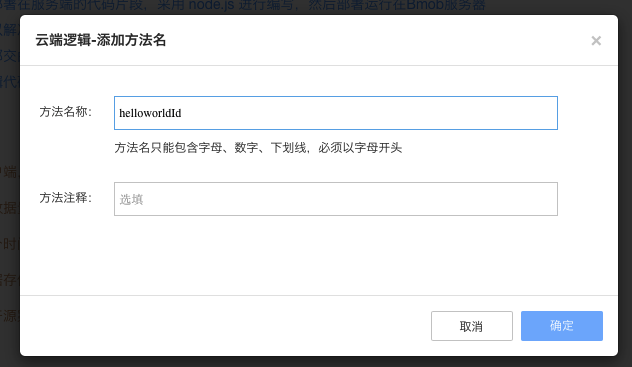 署在服务端的代码片段，采用 node.js 进行编写，然后部署运行在Bmob服务器
云端逻辑-添加方法名
×
方法名称：
helloworldId
方法名只能包含字母、数字、下划线，必须以字母开头
方法注释：
选填
取消
确定